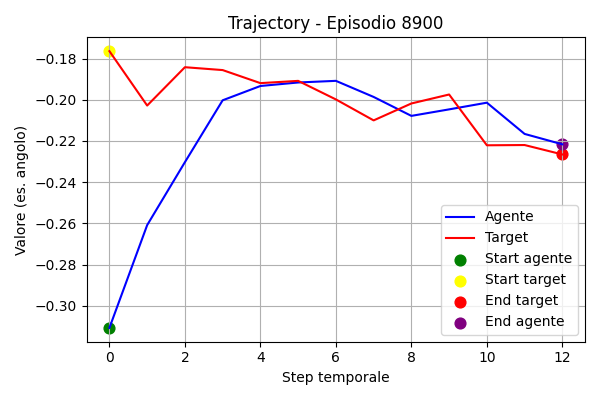 Trajectory - Episodio 8900
Valore (es. angolo)
−0.18
−0.20
−0.22
−0.24
−0.26
−0.28
−0.30
0
2
4
6
8
10
12
Step temporale
Agente
Target
Start agente
Start target
End target
End agente